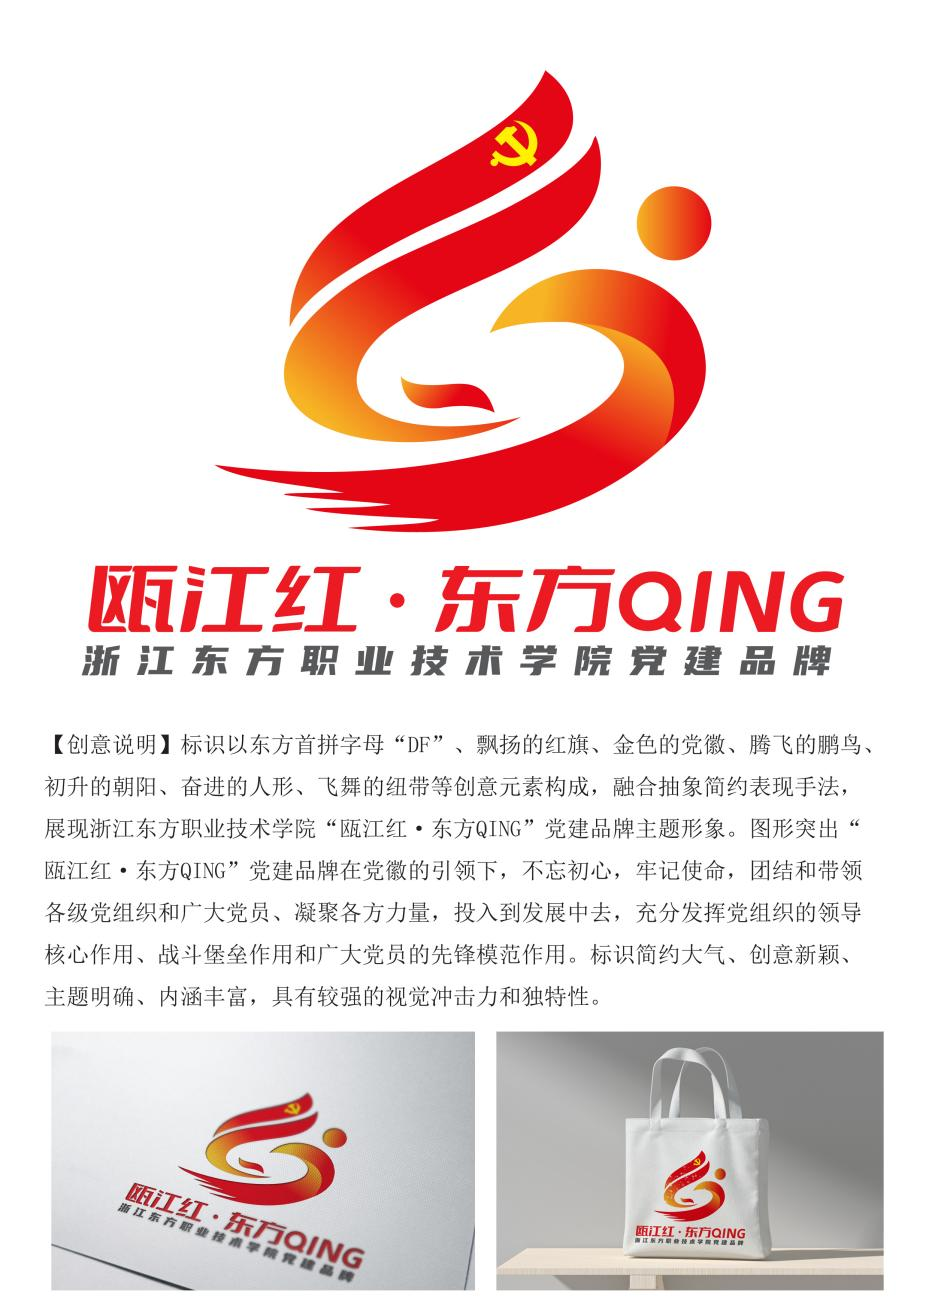 瓯江红·东方QING
浙江东方职业技术学院党建品牌
【创意说明】标识以东方首拼字母“DF”、飘扬的红旗、金色的党徽、腾飞的鹏鸟、
初升的朝阳、奋进的人形、飞舞的纽带等创意元素构成，融合抽象简约表现手法，
展现浙江东方职业技术学院“瓯江红·东方QING”党建品牌主题形象。图形突出“
瓯江红·东方QING”党建品牌在党徽的引领下，不忘初心，牢记使命，团结和带领
各级党组织和广大党员、凝聚各方力量，投入到发展中去，充分发挥党组织的领导
核心作用、战斗堡垒作用和广大党员的先锋模范作用。标识简约大气、创意新颖、
主题明确、内涵丰富，具有较强的视觉冲击力和独特性。
瓯江红·东方QING
浙江东方职业技术学院党建品牌
瓯江红·东方QING
浙江东方职业技术学院党建品牌